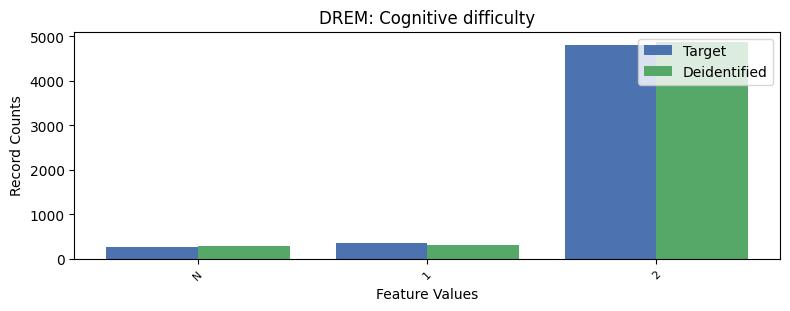 DREM: Cognitive difficulty
Record Counts
5000
4000
3000
2000
1000
0
Target
Deidentified
N
1
2
Feature Values